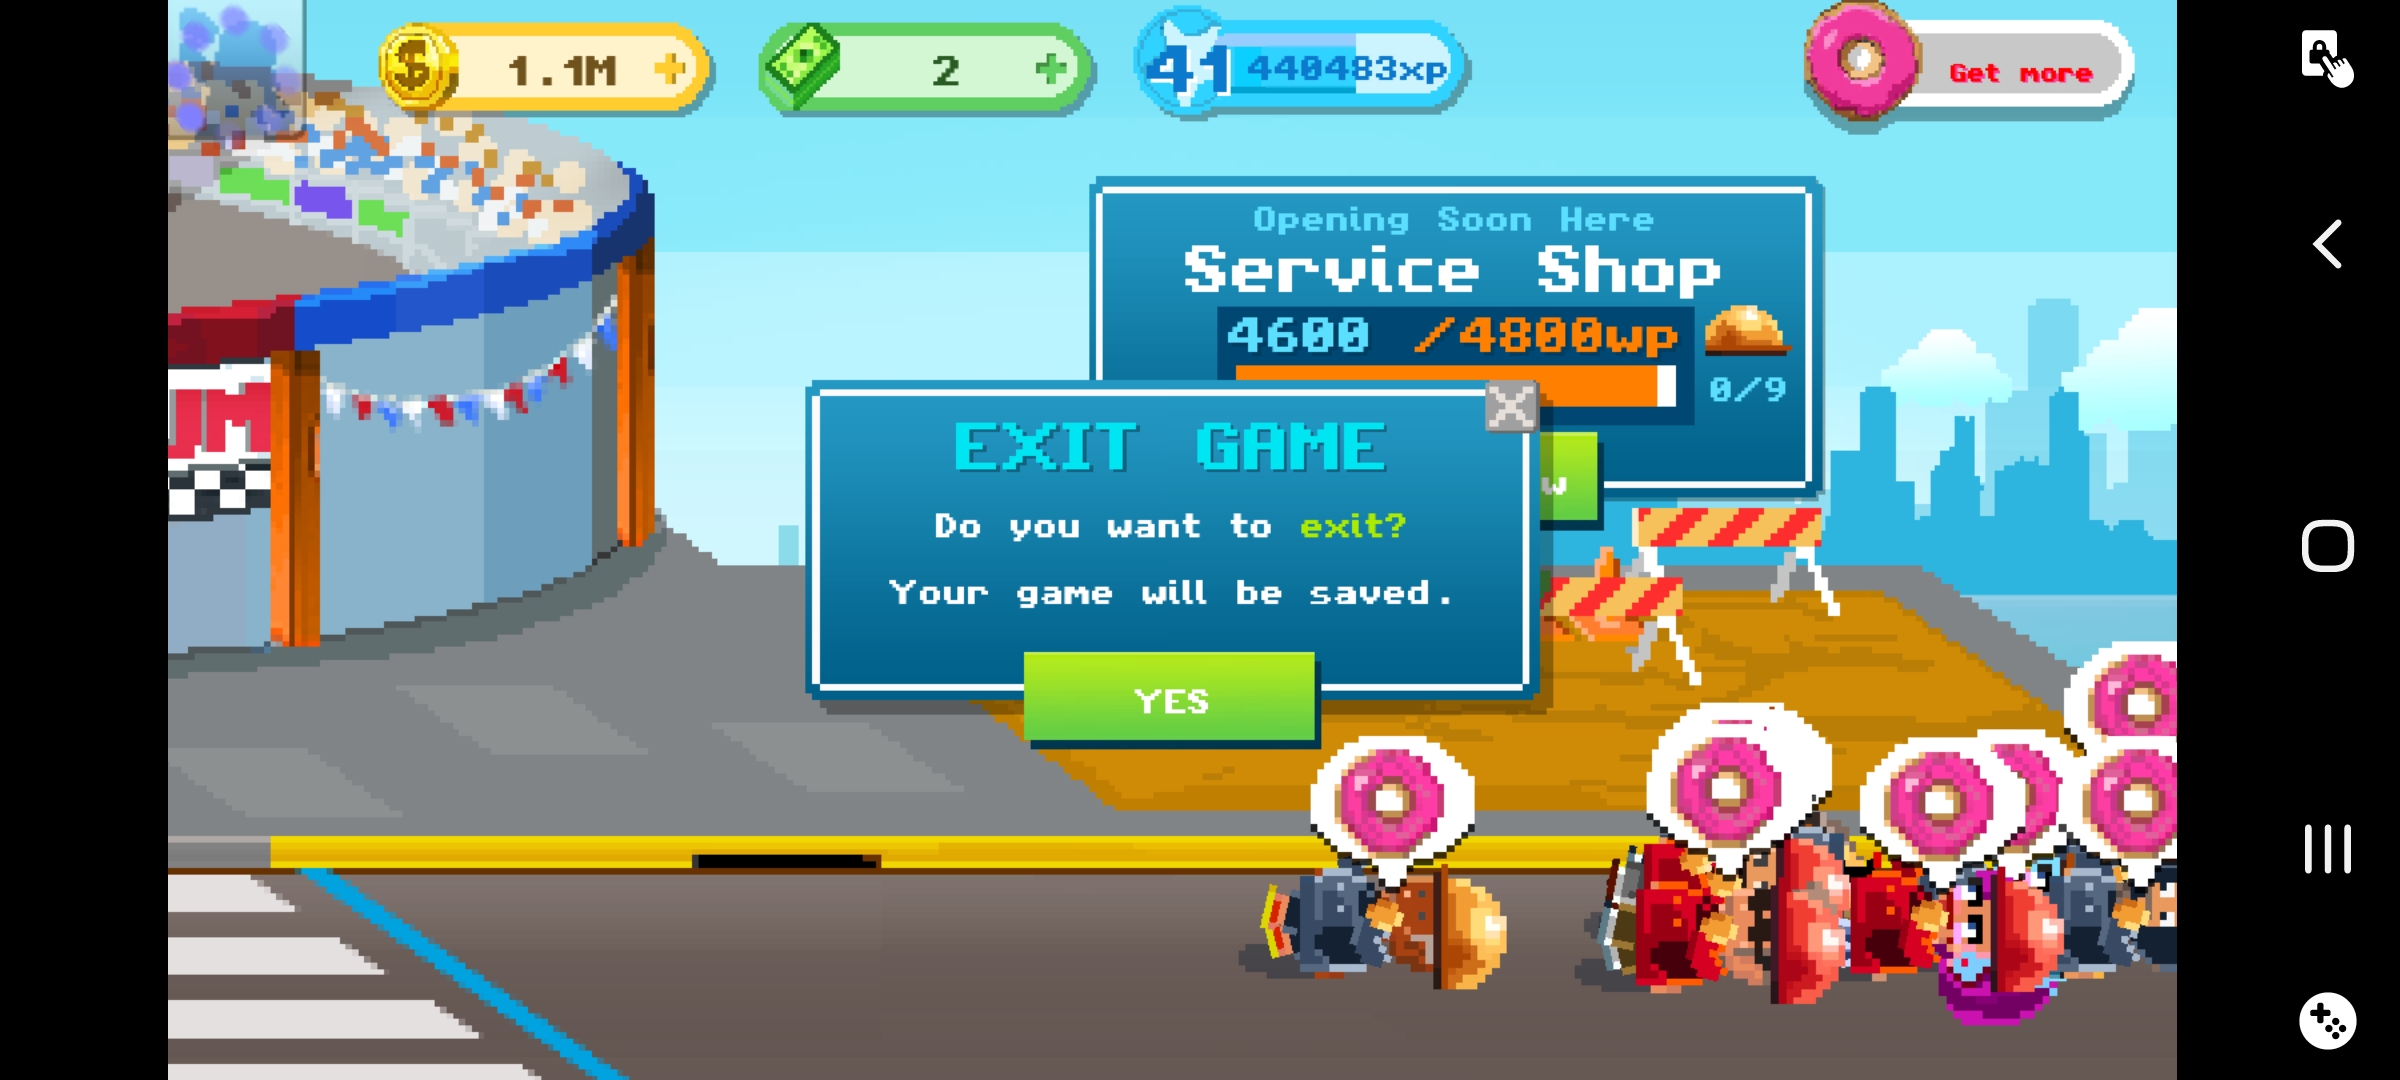 1.1M +
2 +
41 440483xp
Get more
Opening Soon Here
Service Shop
4600 /4800wp
0/9
EXIT GAME
Do you want to exit?
Your game will be saved.
YES